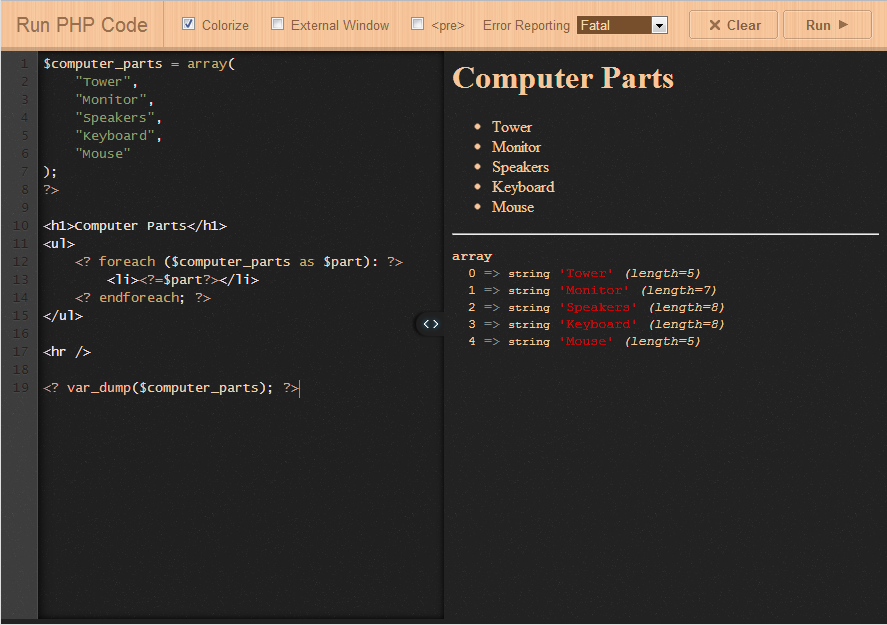 Run PHP Code Colorize External Window <pre> Error Reporting Fatal Clear Run
1 $computer_parts = array(
2 "Tower",
3 "Monitor",
4 "Speakers",
5 "Keyboard",
6 "Mouse"
7 );
8 ?>
9
10 <h1>Computer Parts</h1>
11 <ul>
12 <? foreach ($computer_parts as $part): ?>
13 <li><?=$part?></li>
14 <? endforeach; ?>
15 </ul>
16
17 <hr />
18
19 <? var_dump($computer_parts); ?>
Computer Parts
• Tower
• Monitor
• Speakers
• Keyboard
• Mouse
array
0 => string 'Tower' (length=5)
1 => string 'Monitor' (length=7)
2 => string 'Speakers' (length=8)
3 => string 'Keyboard' (length=8)
4 => string 'Mouse' (length=5)